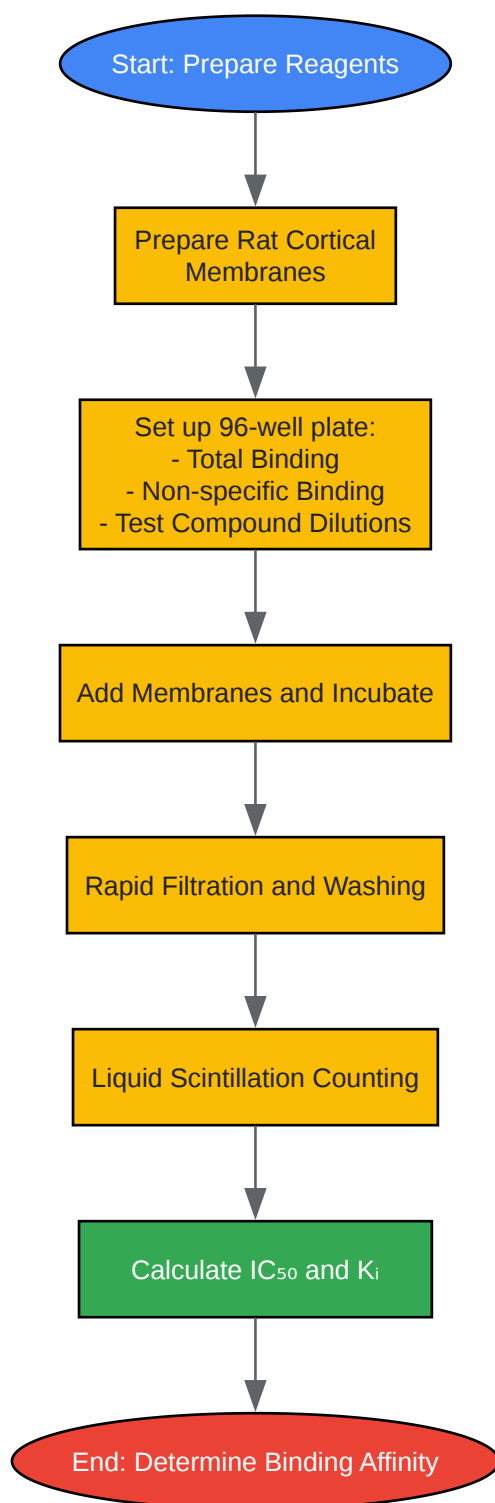 Start: Prepare Reagents
Prepare Rat Cortical
Membranes
Set up 96-well plate:
- Total Binding
- Non-specific Binding
- Test Compound Dilutions
Add Membranes and Incubate
Rapid Filtration and Washing
Liquid Scintillation Counting
Calculate IC₅₀ and Kᵢ
End: Determine Binding Affinity